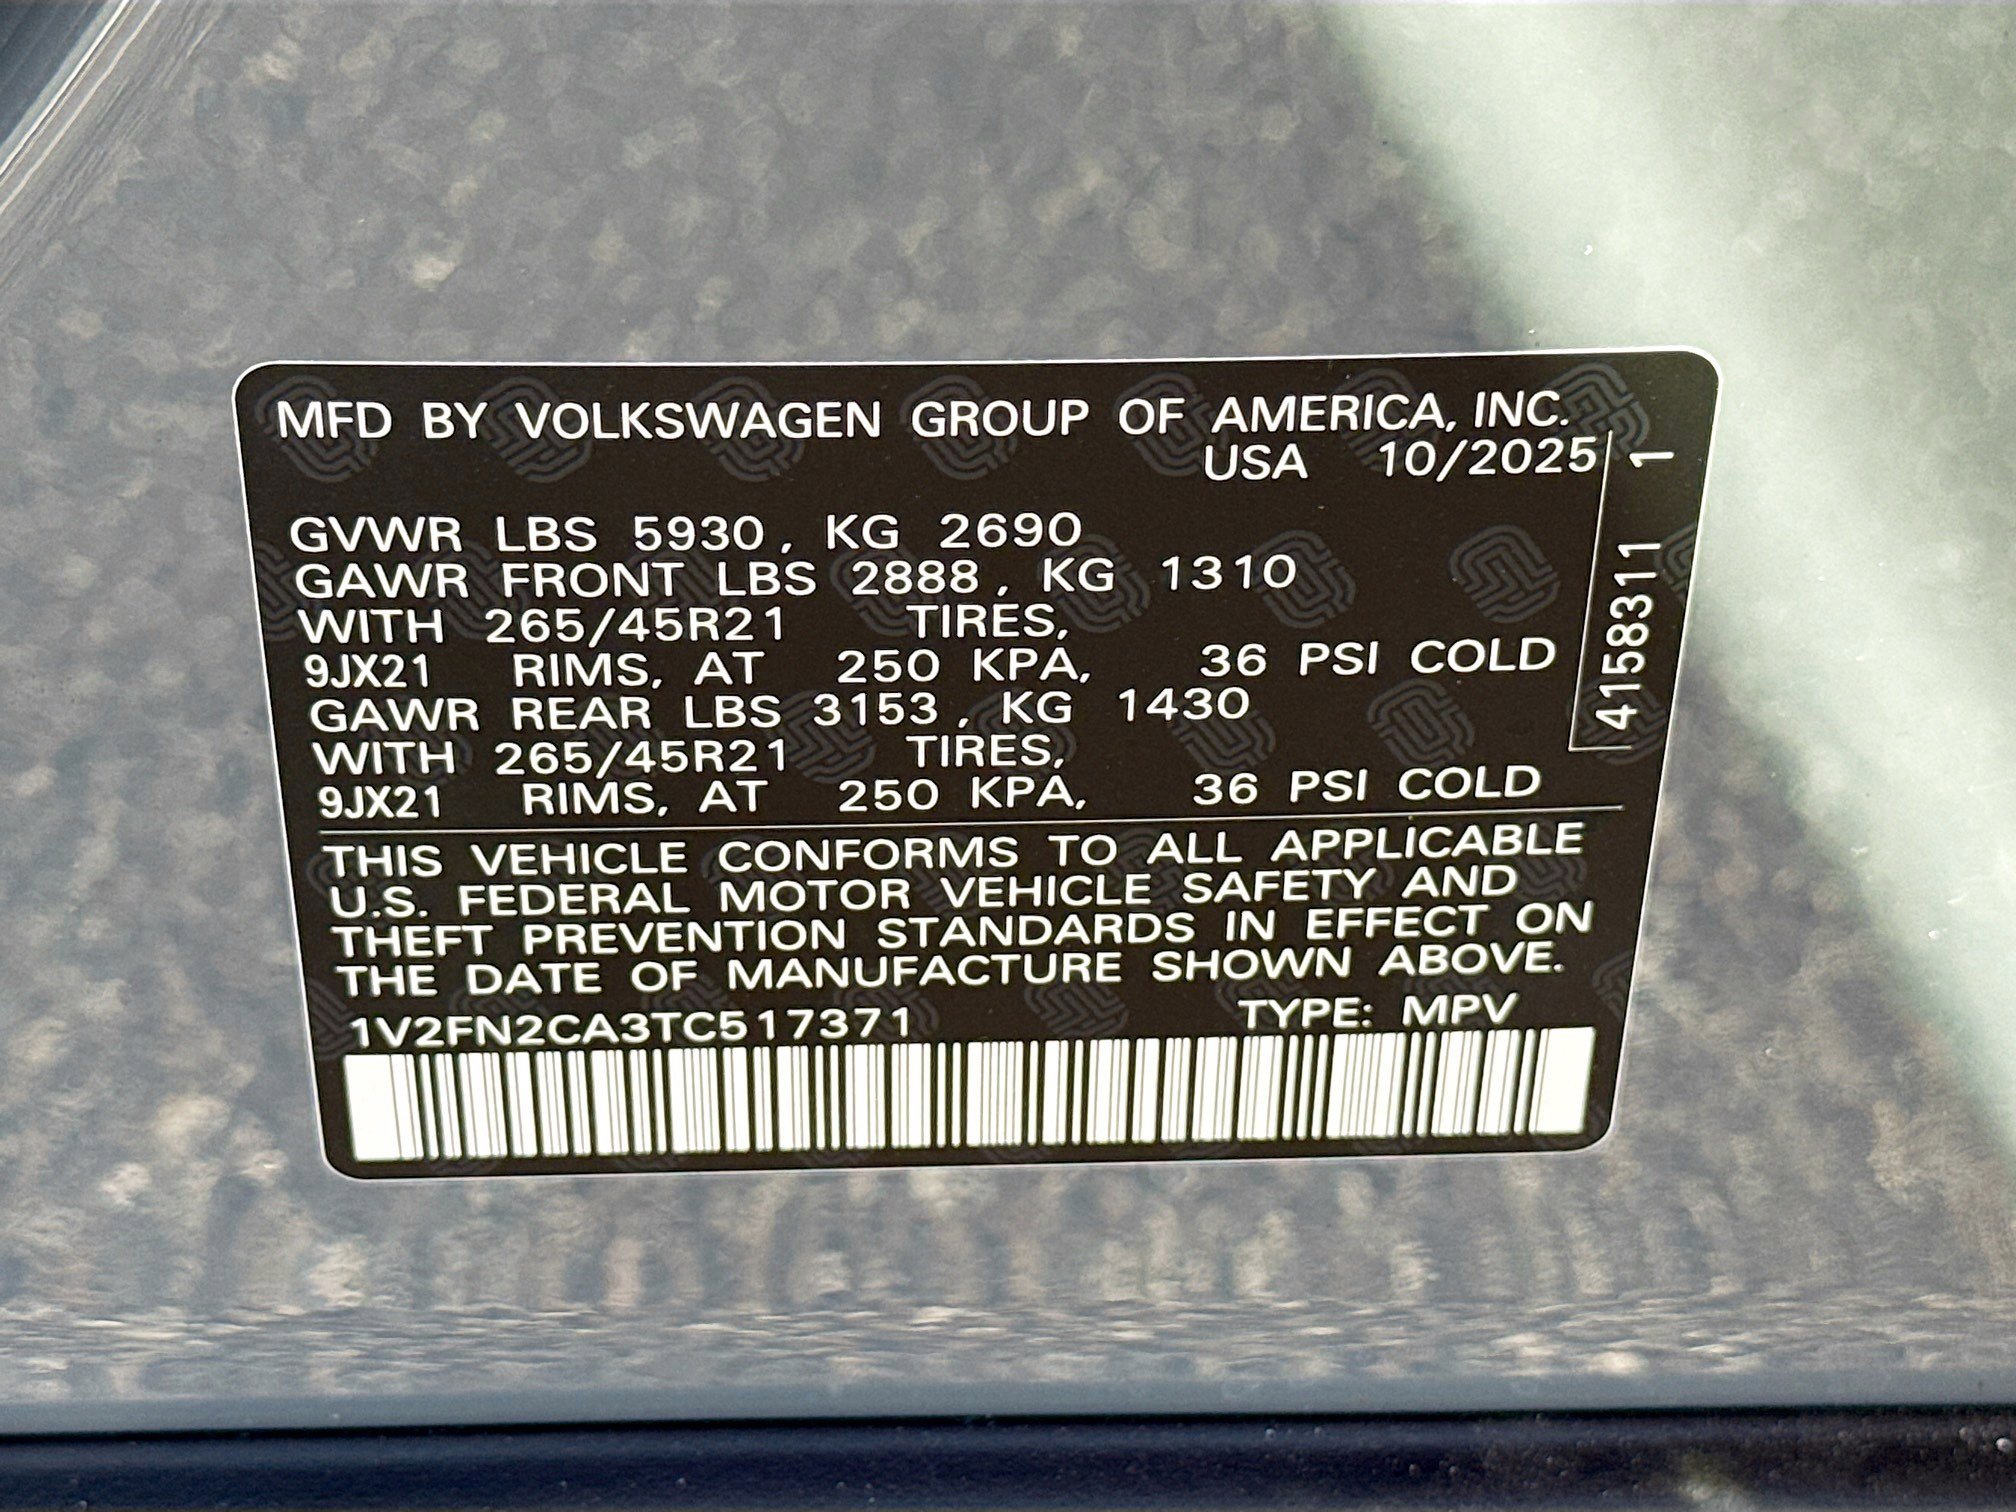 MFD BY VOLKSWAGEN GROUP OF AMERICA, INC.
USA 10/2025
GVWR LBS 5930, KG 2690
GAWR FRONT LBS 2888, KG 1310
WITH 265/45R21 TIRES,
9JX21 RIMS, AT 250 KPA, 36 PSI COLD
GAWR REAR LBS 3153, KG 1430
WITH 265/45R21 TIRES,
9JX21 RIMS, AT 250 KPA, 36 PSI COLD
THIS VEHICLE CONFORMS TO ALL APPLICABLE
U.S. FEDERAL MOTOR VEHICLE SAFETY AND
THEFT PREVENTION STANDARDS IN EFFECT ON
THE DATE OF MANUFACTURE SHOWN ABOVE.
1V2FN2CA3TC517371 TYPE: MPV
4158311 1